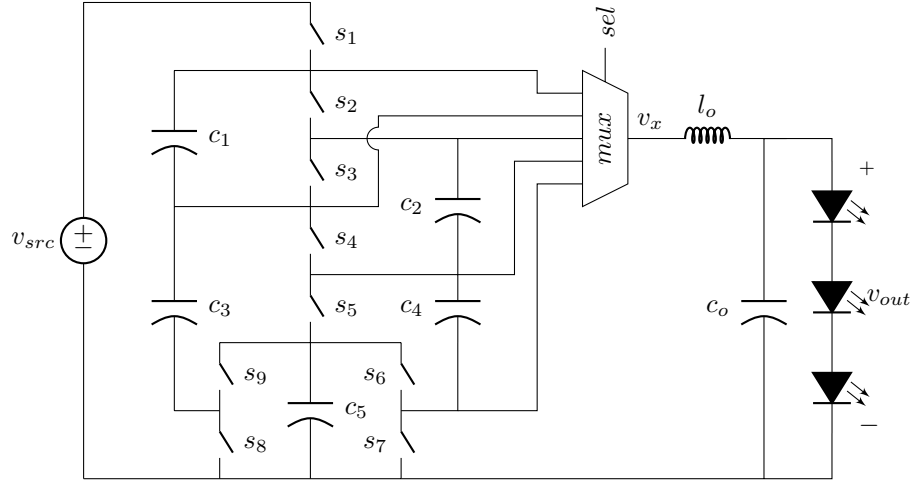 sel
s1
s2
vx
lo
mux
c1
s3
+
c2
vsrc
s4
c3
s5
c4
co
vout
s9
s6
c5
s8
s7
−